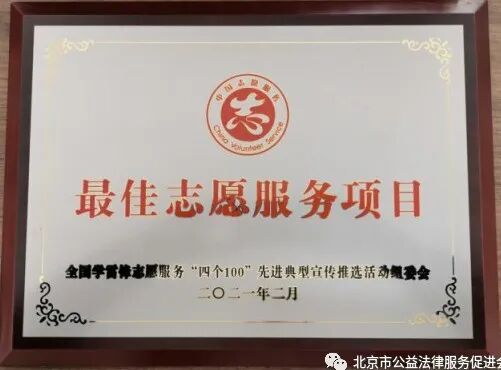 中国志愿服务
志
China Volunteer Service
最佳志愿服务项目
全国学雷锋志愿服务“四个100”先进典型宣传推选活动组委会
二〇二一年二月
北京市公益法律服务促进会